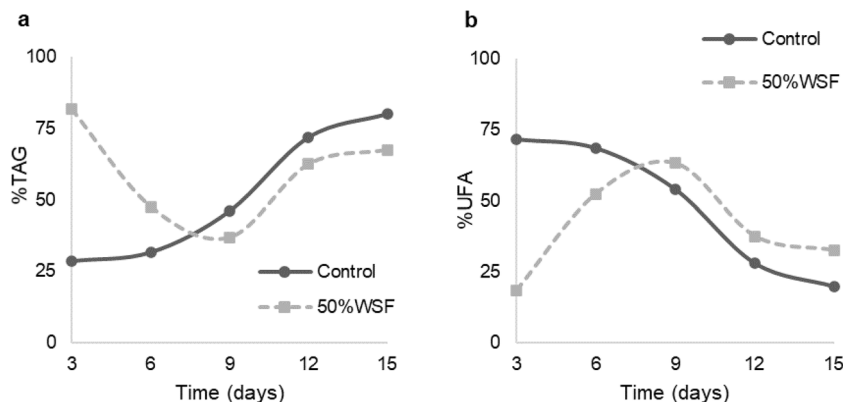 a
100
75
50
25
0
%TAG
Control
50%WSF
3 6 9 12 15
Time (days)
b
100
75
50
25
0
%UFA
Control
50%WSF
3 6 9 12 15
Time (days)